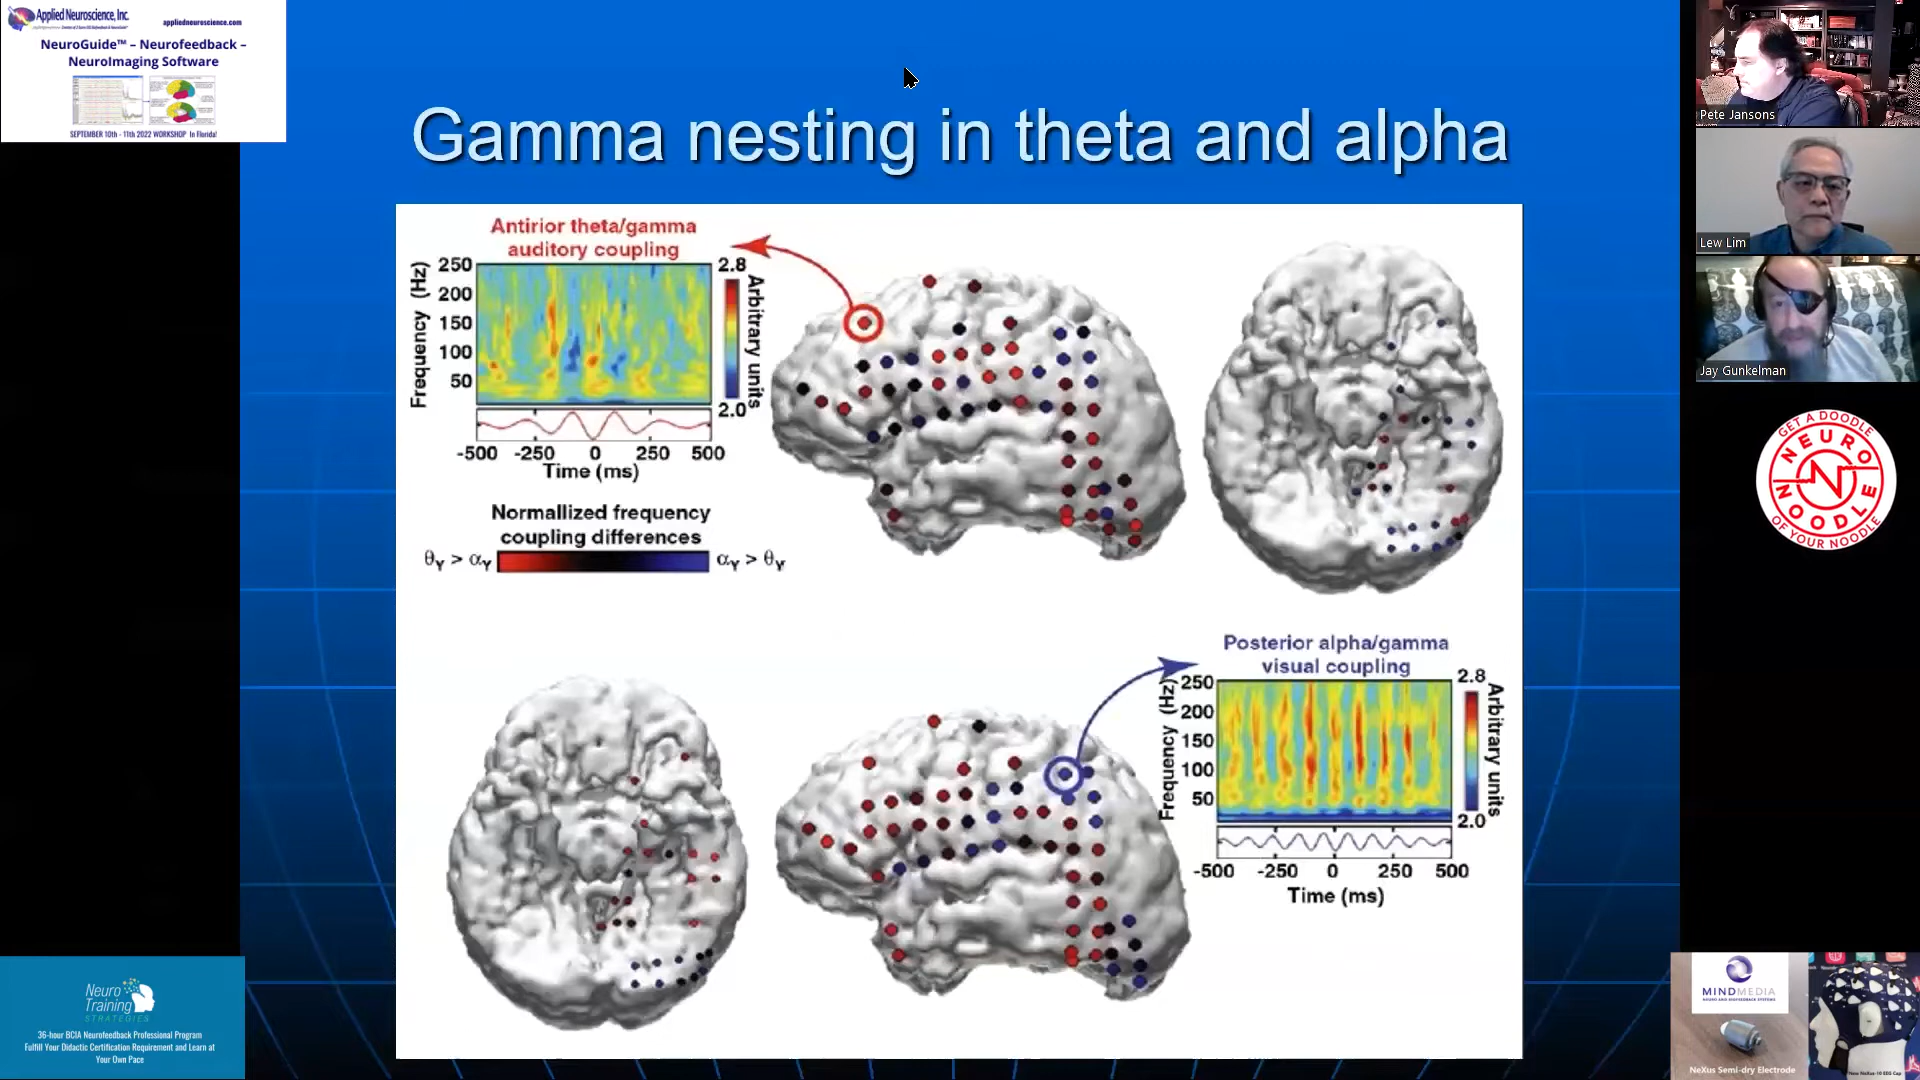 Applied Neuroscience, Inc.
appliedneuroscience.com
NeuroGuide™ – Neurofeedback –
NeuroImaging Software
SEPTEMBER 10th - 11th 2022 WORKSHOP In Florida!
Gamma nesting in theta and alpha
Antirior theta/gamma
auditory coupling
Frequency (Hz)
250
200
150
100
50
2.8
Arbitrary units
2.0
-500 -250 0 250 500
Time (ms)
Normallized frequency
coupling differences
θγ > αγ
αγ > θγ
Posterior alpha/gamma
visual coupling
Frequency (Hz)
250
200
150
100
50
2.8
Arbitrary units
2.0
-500 -250 0 250 500
Time (ms)
Pete Jansons
Lew Lim
Jay Gunkelman
GET A DOODLE
NEURO
NOODLE
OF YOUR NOODLE
Neuro
Training
STRATEGIES
36-hour BCIA Neurofeedback Professional Program
Fulfill Your Didactic Certification Requirement and Learn at
Your Own Pace
MINDMEDIA
NeXus Semi-dry Electrode
New NeXus-10 EEG Cap